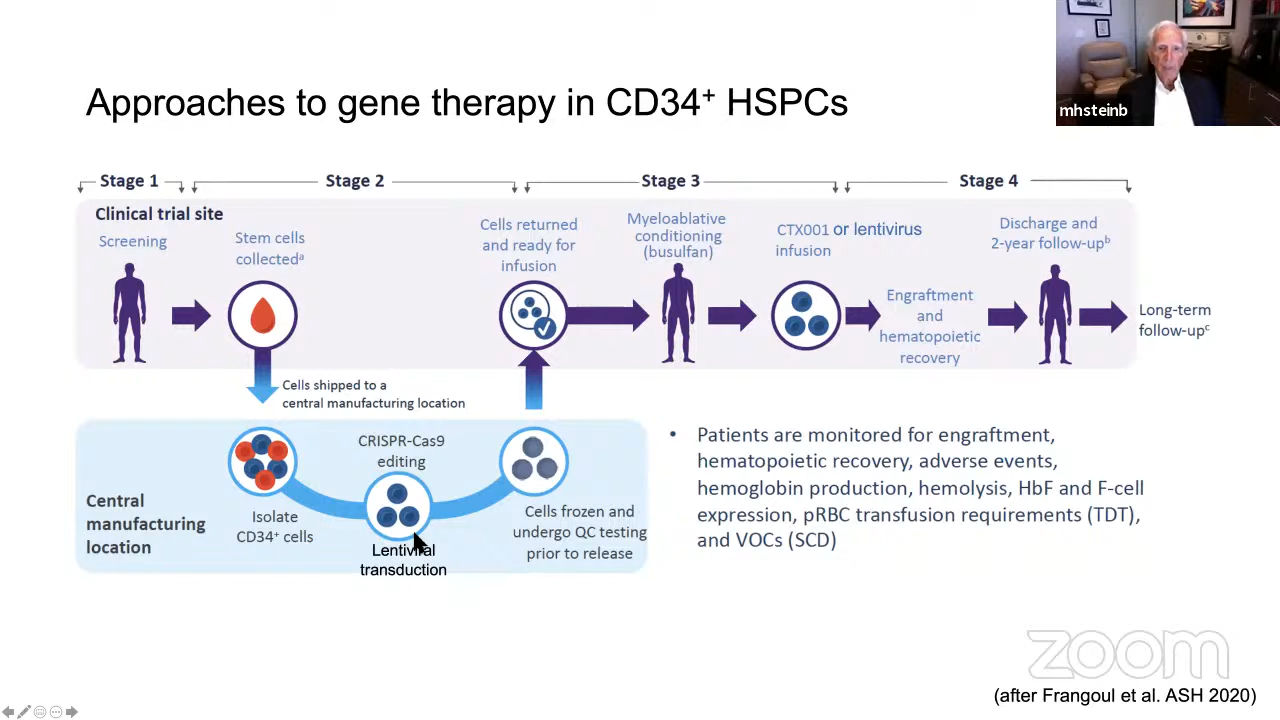 mhsteinb
Approaches to gene therapy in CD34⁺ HSPCs
Stage 1
Stage 2
Stage 3
Stage 4
Clinical trial site
Screening
Stem cells
collectedᵃ
Cells returned
and ready for
infusion
Myeloablative
conditioning
(busulfan)
CTX001 or lentivirus
infusion
Engraftment
and
hematopoietic
recovery
Discharge and
2-year follow-upᵇ
Long-term
follow-upᶜ
Cells shipped to a
central manufacturing location
Central
manufacturing
location
Isolate
CD34⁺ cells
CRISPR-Cas9
editing
Lentiviral
transduction
Cells frozen and
undergo QC testing
prior to release
• Patients are monitored for engraftment,
hematopoietic recovery, adverse events,
hemoglobin production, hemolysis, HbF and F-cell
expression, pRBC transfusion requirements (TDT),
and VOCs (SCD)
zoom
(after Frangoul et al. ASH 2020)